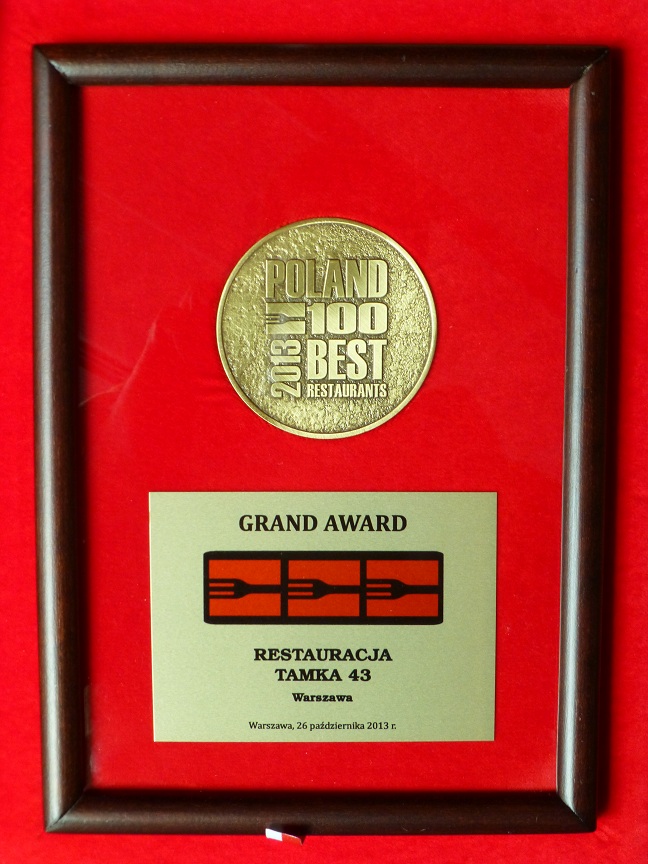 POLAND
100
2013
BEST
RESTAURANTS
GRAND AWARD
RESTAURACJA
TAMKA 43
Warszawa
Warszawa, 26 października 2013 r.